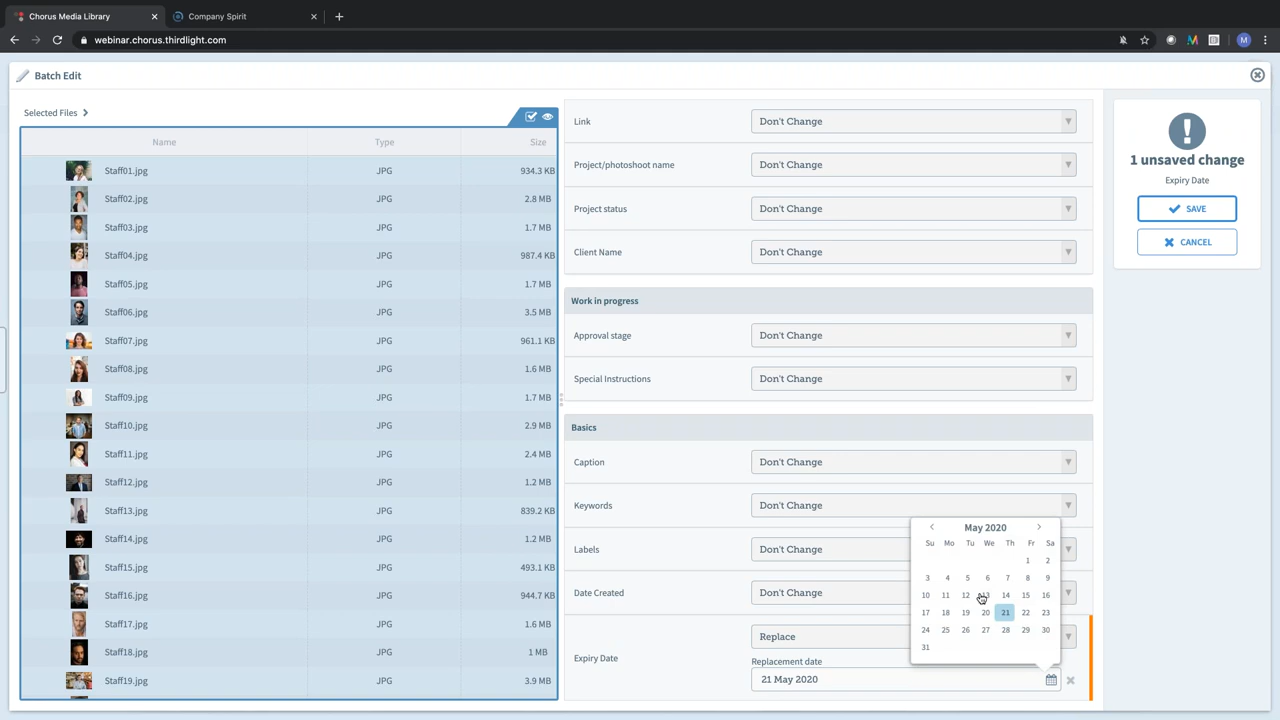 Chorus Media Library
Company Spirit
webinar.chorus.thirdlight.com
M
Batch Edit
Selected Files
Name Type Size
Staff01.jpg JPG 934.3 KB
Staff02.jpg JPG 2.8 MB
Staff03.jpg JPG 1.7 MB
Staff04.jpg JPG 987.4 KB
Staff05.jpg JPG 1.7 MB
Staff06.jpg JPG 3.5 MB
Staff07.jpg JPG 961.1 KB
Staff08.jpg JPG 1.6 MB
Staff09.jpg JPG 1.7 MB
Staff10.jpg JPG 2.9 MB
Staff11.jpg JPG 2.4 MB
Staff12.jpg JPG 1.2 MB
Staff13.jpg JPG 839.2 KB
Staff14.jpg JPG 1.2 MB
Staff15.jpg JPG 493.1 KB
Staff16.jpg JPG 944.7 KB
Staff17.jpg JPG 1.6 MB
Staff18.jpg JPG 1 MB
Staff19.jpg JPG 3.9 MB
Link Don't Change
Project/photoshoot name Don't Change
Project status Don't Change
Client Name Don't Change
Work in progress
Approval stage Don't Change
Special Instructions Don't Change
Basics
Caption Don't Change
Keywords Don't Change
Labels Don't Change
Date Created Don't Change
Expiry Date Replace
Replacement date
21 May 2020
May 2020
Su Mo Tu We Th Fr Sa
1 2
3 4 5 6 7 8 9
10 11 12 13 14 15 16
17 18 19 20 21 22 23
24 25 26 27 28 29 30
31
1 unsaved change
Expiry Date
SAVE
CANCEL